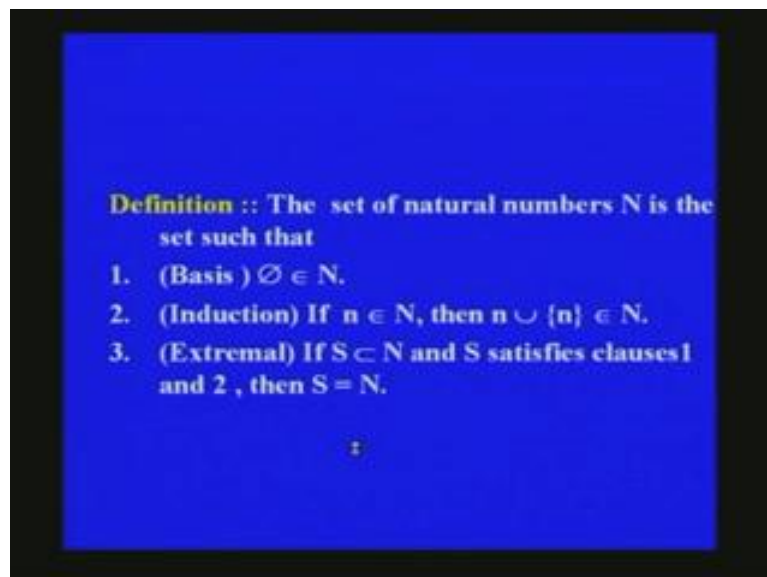 Definition :: The set of natural numbers N is the
set such that
1. (Basis ) ∅ ∈ N.
2. (Induction) If n ∈ N, then n ∪ {n} ∈ N.
3. (Extremal) If S ⊂ N and S satisfies clauses1
and 2 , then S = N.